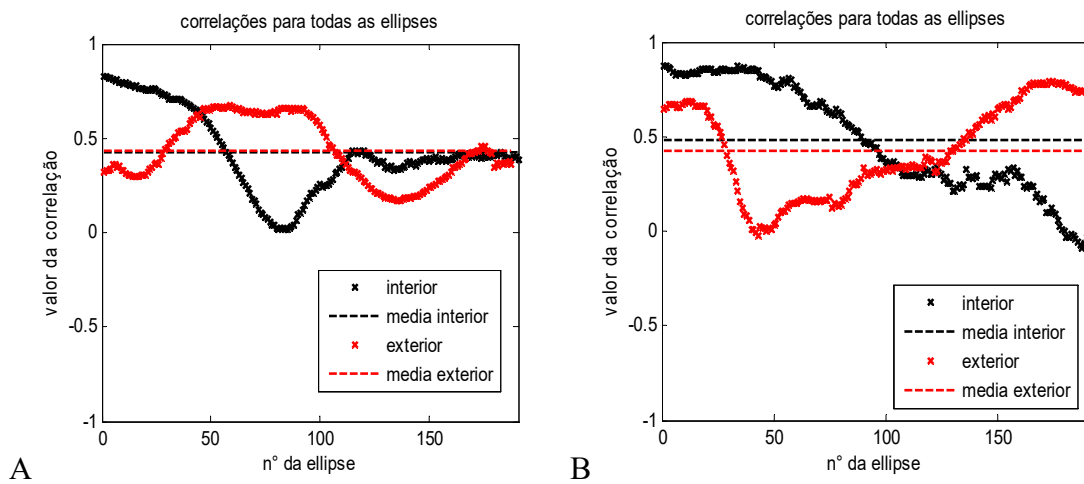 correlações para todas as ellipses
1
0.5
0
-0.5
-1
valor da correlação
0 50 100 150
n° da ellipse
interior
media interior
exterior
media exterior
A
correlações para todas as ellipses
1
0.5
0
-0.5
-1
valor da correlação
0 50 100 150
n° da ellipse
interior
media interior
exterior
media exterior
B